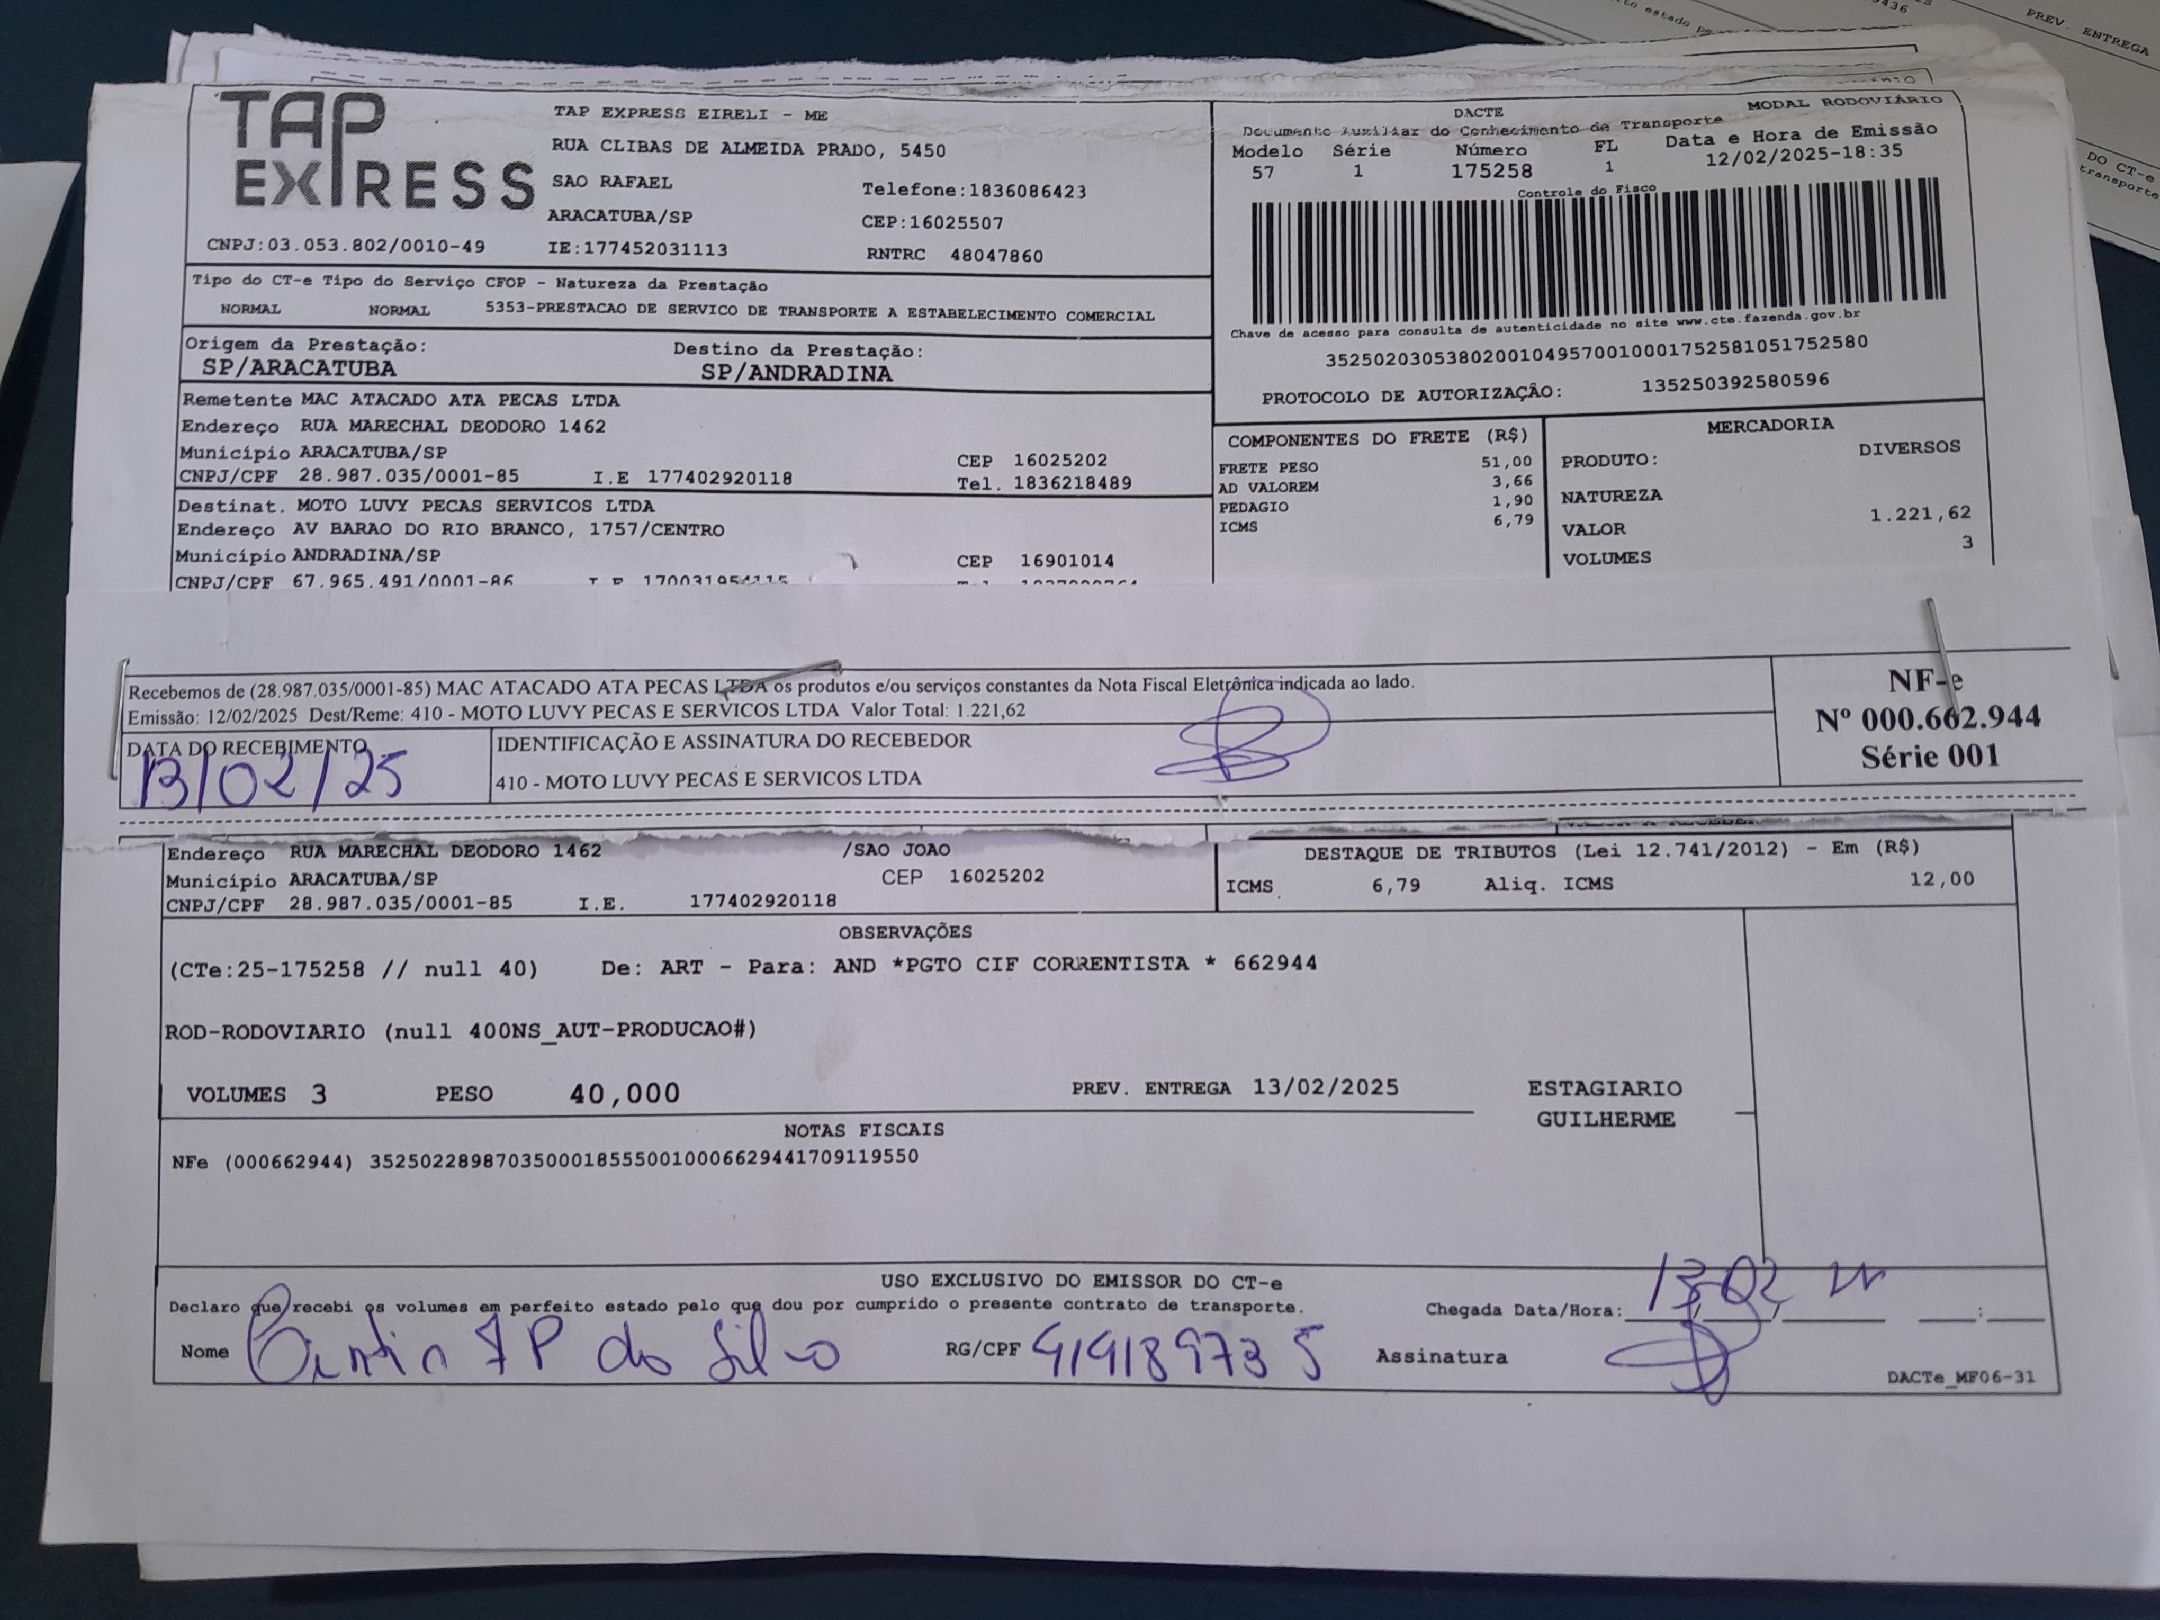 TAP EXPRESS
TAP EXPRESS EIRELI - ME
RUA CLIBAS DE ALMEIDA PRADO, 5450
SAO RAFAEL Telefone:1836086423
ARACATUBA/SP CEP:16025507
CNPJ:03.053.802/0010-49 IE:177452031113 RNTRC 48047860
DACTE MODAL RODOVIÁRIO
Documento Auxiliar do Conhecimento de Transporte
Modelo Série Número FL Data e Hora de Emissão
57 1 175258 1 12/02/2025-18:35
Controle do Fisco
Chave de acesso para consulta de autenticidade no site www.cte.fazenda.gov.br
35250203053802001049570010001752581051752580
PROTOCOLO DE AUTORIZAÇÃO: 135250392580596
Tipo do CT-e Tipo do Serviço CFOP - Natureza da Prestação
NORMAL NORMAL 5353-PRESTACAO DE SERVICO DE TRANSPORTE A ESTABELECIMENTO COMERCIAL
Origem da Prestação: Destino da Prestação:
SP/ARACATUBA SP/ANDRADINA
Remetente MAC ATACADO ATA PECAS LTDA
Endereço RUA MARECHAL DEODORO 1462
Município ARACATUBA/SP CEP 16025202
CNPJ/CPF 28.987.035/0001-85 I.E 177402920118 Tel. 1836218489
Destinat. MOTO LUVY PECAS SERVICOS LTDA
Endereço AV BARAO DO RIO BRANCO, 1757/CENTRO
Município ANDRADINA/SP CEP 16901014
CNPJ/CPF 67.965.491/0001-86
COMPONENTES DO FRETE (R$)
FRETE PESO 51,00
AD VALOREM 3,66
PEDAGIO 1,90
ICMS 6,79
MERCADORIA
PRODUTO: DIVERSOS
NATUREZA
VALOR 1.221,62
VOLUMES 3
Recebemos de (28.987.035/0001-85) MAC ATACADO ATA PECAS LTDA os produtos e/ou serviços constantes da Nota Fiscal Eletrônica indicada ao lado.
Emissão: 12/02/2025 Dest/Reme: 410 - MOTO LUVY PECAS E SERVICOS LTDA Valor Total: 1.221,62
DATA DO RECEBIMENTO IDENTIFICAÇÃO E ASSINATURA DO RECEBEDOR
13/02/25 410 - MOTO LUVY PECAS E SERVICOS LTDA
NF-e
Nº 000.662.944
Série 001
Endereço RUA MARECHAL DEODORO 1462 /SAO JOAO
Município ARACATUBA/SP CEP 16025202
CNPJ/CPF 28.987.035/0001-85 I.E. 177402920118
DESTAQUE DE TRIBUTOS (Lei 12.741/2012) - Em (R$)
ICMS 6,79 Aliq. ICMS 12,00
OBSERVAÇÕES
(CTe:25-175258 // null 40) De: ART - Para: AND *PGTO CIF CORRENTISTA * 662944
ROD-RODOVIARIO (null 400NS_AUT-PRODUCAO#)
VOLUMES 3 PESO 40,000 PREV. ENTREGA 13/02/2025 ESTAGIARIO
GUILHERME
NOTAS FISCAIS
NFe (000662944) 35250228987035000185550010006629441709119550
USO EXCLUSIVO DO EMISSOR DO CT-e
Declaro que recebi os volumes em perfeito estado pelo que dou por cumprido o presente contrato de transporte. Chegada Data/Hora: 13 02
Nome da Silva RG/CPF 419189735 Assinatura
DACTe_MF06-31
PREV. ENTREGA
DO CT-e
transporte